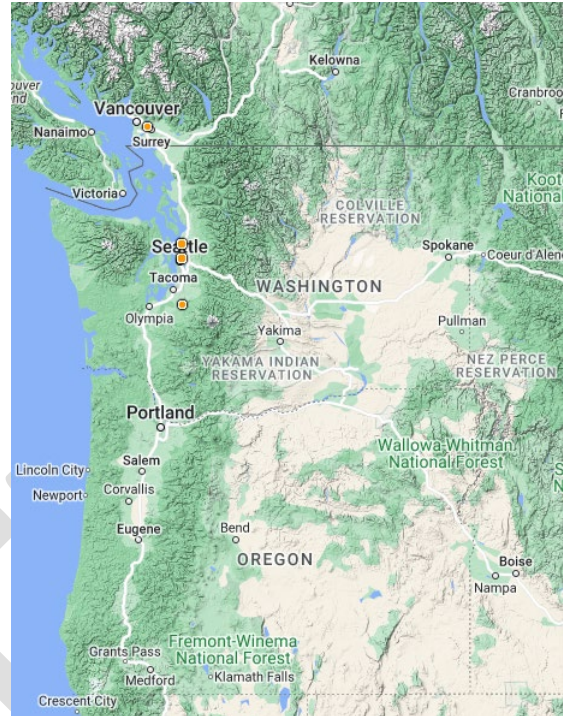 Kelowna
Cranbroo
Vancouver
Nanaimo
Surrey
Victoria
Koot
National
COLVILLE
RESERVATION
Seattle
Spokane
Coeur d'Alene
Tacoma
WASHINGTON
Olympia
Pullman
Yakima
YAKAMA INDIAN
RESERVATION
NEZ PERCE
RESERVATION
Portland
Wallowa-Whitman
National Forest
Salem
Lincoln City
Newport
Corvallis
Eugene
Bend
OREGON
Boise
Nampa
Grants Pass
Fremont-Winema
National Forest
Medford
Klamath Falls
Crescent City